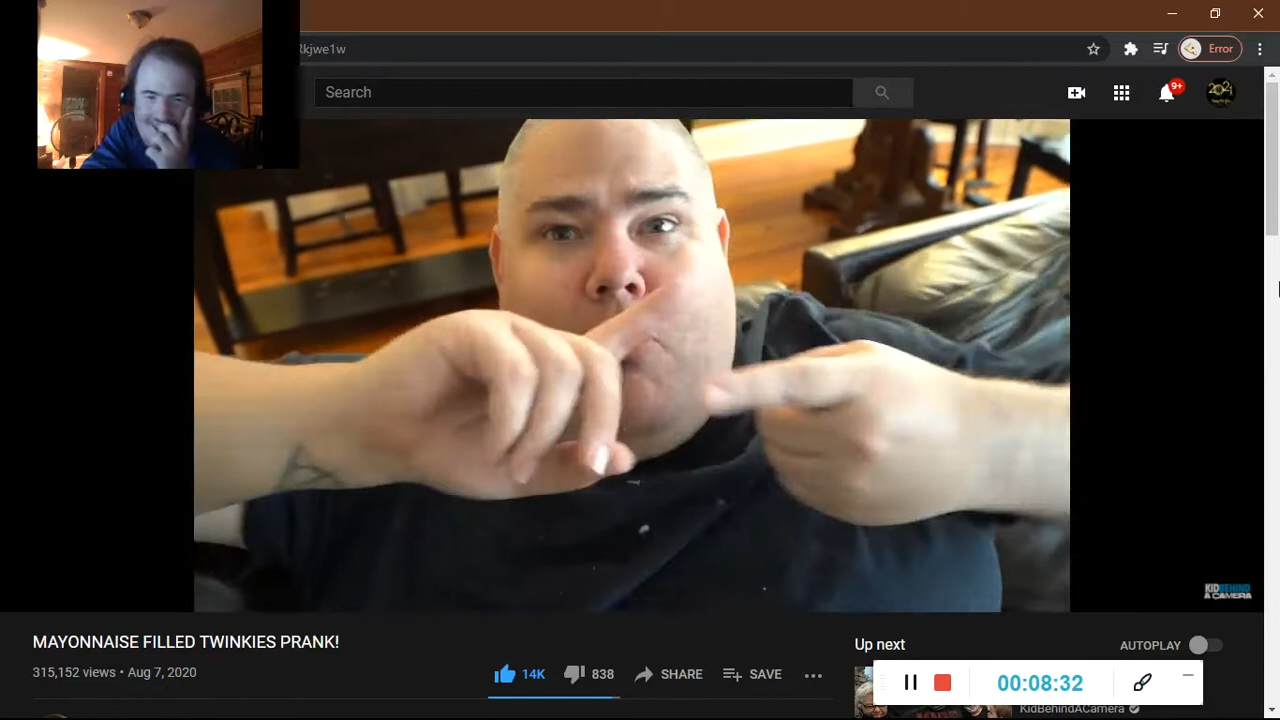 Rkjwe1w
Error
Search
9+
2021
KIDBEHIND
A CAMERA
MAYONNAISE FILLED TWINKIES PRANK!
315,152 views • Aug 7, 2020
14K
838
SHARE
SAVE
Up next
AUTOPLAY
00:08:32
KidBehindACamera